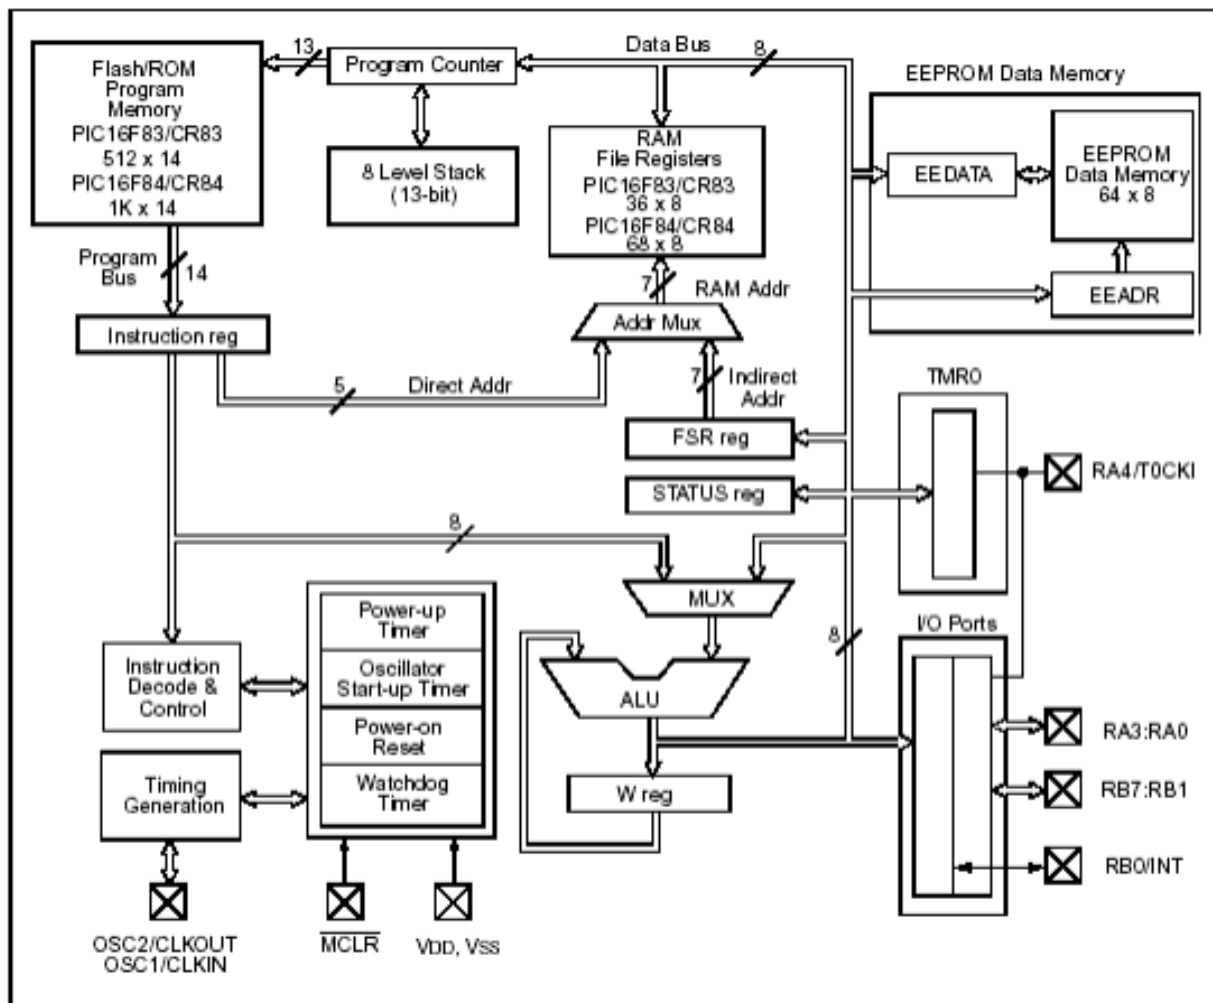 Flash/ROM
Program
Memory
PIC16F83/CR83
512 x 14
PIC16F84/CR84
1K x 14
13
Program Counter
Data Bus
8
8 Level Stack
(13-bit)
RAM
File Registers
PIC16F83/CR83
36 x 8
PIC16F84/CR84
68 x 8
EEPROM Data Memory
EEDATA
EEPROM
Data Memory
64 x 8
EEADR
Program
Bus
14
7
RAM Addr
Addr Mux
Instruction reg
5
Direct Addr
7
Indirect
Addr
FSR reg
STATUS reg
TMR0
RA4/T0CKI
8
MUX
8
I/O Ports
Power-up
Timer
Oscillator
Start-up Timer
Power-on
Reset
Watchdog
Timer
Instruction
Decode &
Control
Timing
Generation
ALU
W reg
RA3:RA0
RB7:RB1
RB0/INT
OSC2/CLKOUT
OSC1/CLKIN
MCLR
VDD, VSS